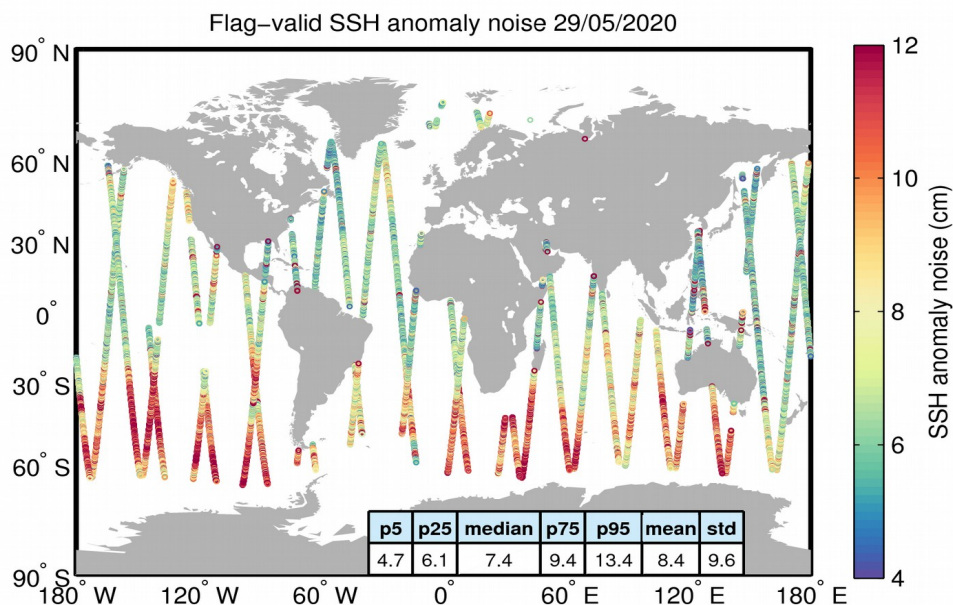 Flag−valid SSH anomaly noise 29/05/2020
90° N
60° N
30° N
0°
30° S
60° S
90° S
180° W
120° W
60° W
0°
60° E
120° E
180° E
p5 p25 median p75 p95 mean std
4.7 6.1 7.4 9.4 13.4 8.4 9.6
12
10
8
6
4
SSH anomaly noise (cm)